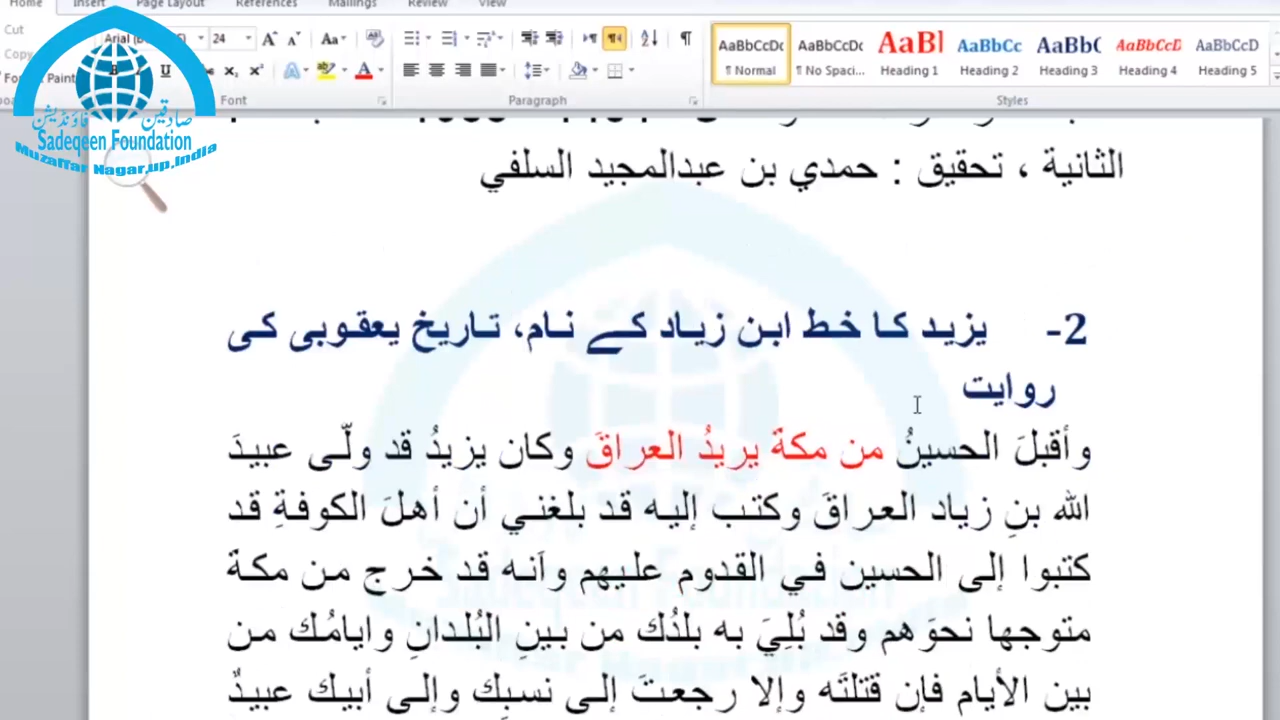 Home Insert Page Layout References Mailings Review View
Cut
Copy
Format Paint
24
Aa
Font
Paragraph
AaBbCcDc AaBbCcDc AaBl AaBbCc AaBbC AaBbCcD AaBbCcD
¶ Normal ¶ No Spaci... Heading 1 Heading 2 Heading 3 Heading 4 Heading 5
Styles
صادقین فاؤنڈیشن
Sadeqeen Foundation
Muzaffar Nagar,up,India
الثانية ، تحقيق : حمدي بن عبدالمجيد السلفي
2- یزید کا خط ابن زیاد کے نام، تاریخ یعقوبی کی
روایت
وأقبلَ الحسينُ من مكةَ يريدُ العراقَ وكان يزيدُ قد ولّى عبيدَ
الله بنِ زياد العراقَ وكتبَ إليه قد بلغني أن أهلَ الكوفةِ قد
كتبوا إلى الحسين في القدوم عليهم وأنه قد خرج من مكةَ
متوجها نحوَهم وقد بُلِيَ به بلدُك من بينِ البُلدانِ وايامُك من
بين الأيام فإن قتلتَه وإلا رجعتَ إلى نسبِك وإلى أبيك عبيدٌ
Sadeqeen Foundation